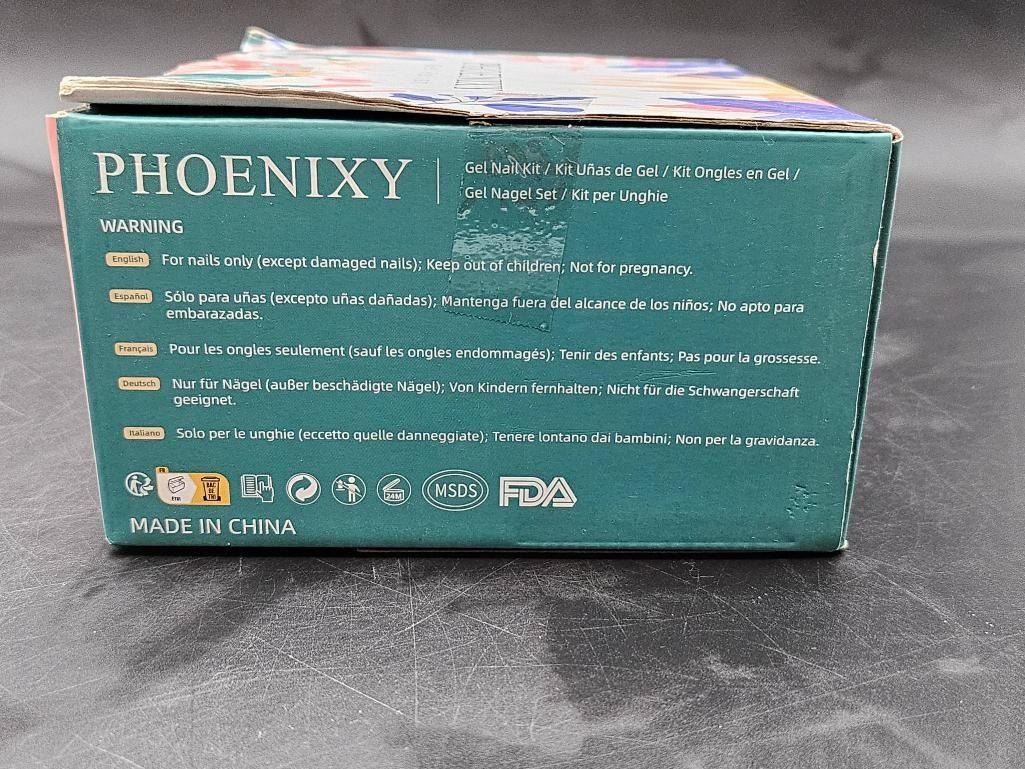 PHOENIXY
Gel Nail Kit / Kit Uñas de Gel / Kit Ongles en Gel /
Gel Nagel Set / Kit per Unghie
WARNING
English For nails only (except damaged nails); Keep out of children; Not for pregnancy.
Español Sólo para uñas (excepto uñas dañadas); Mantenga fuera del alcance de los niños; No apto para
embarazadas.
Français Pour les ongles seulement (sauf les ongles endommagés); Tenir des enfants; Pas pour la grossesse.
Deutsch Nur für Nägel (außer beschädigte Nägel); Von Kindern fernhalten; Nicht für die Schwangerschaft
geeignet.
Italiano Solo per le unghie (eccetto quelle danneggiate); Tenere lontano dai bambini; Non per la gravidanza.
FR
BAC
DE
TRI
24M
MSDS
FDA
MADE IN CHINA